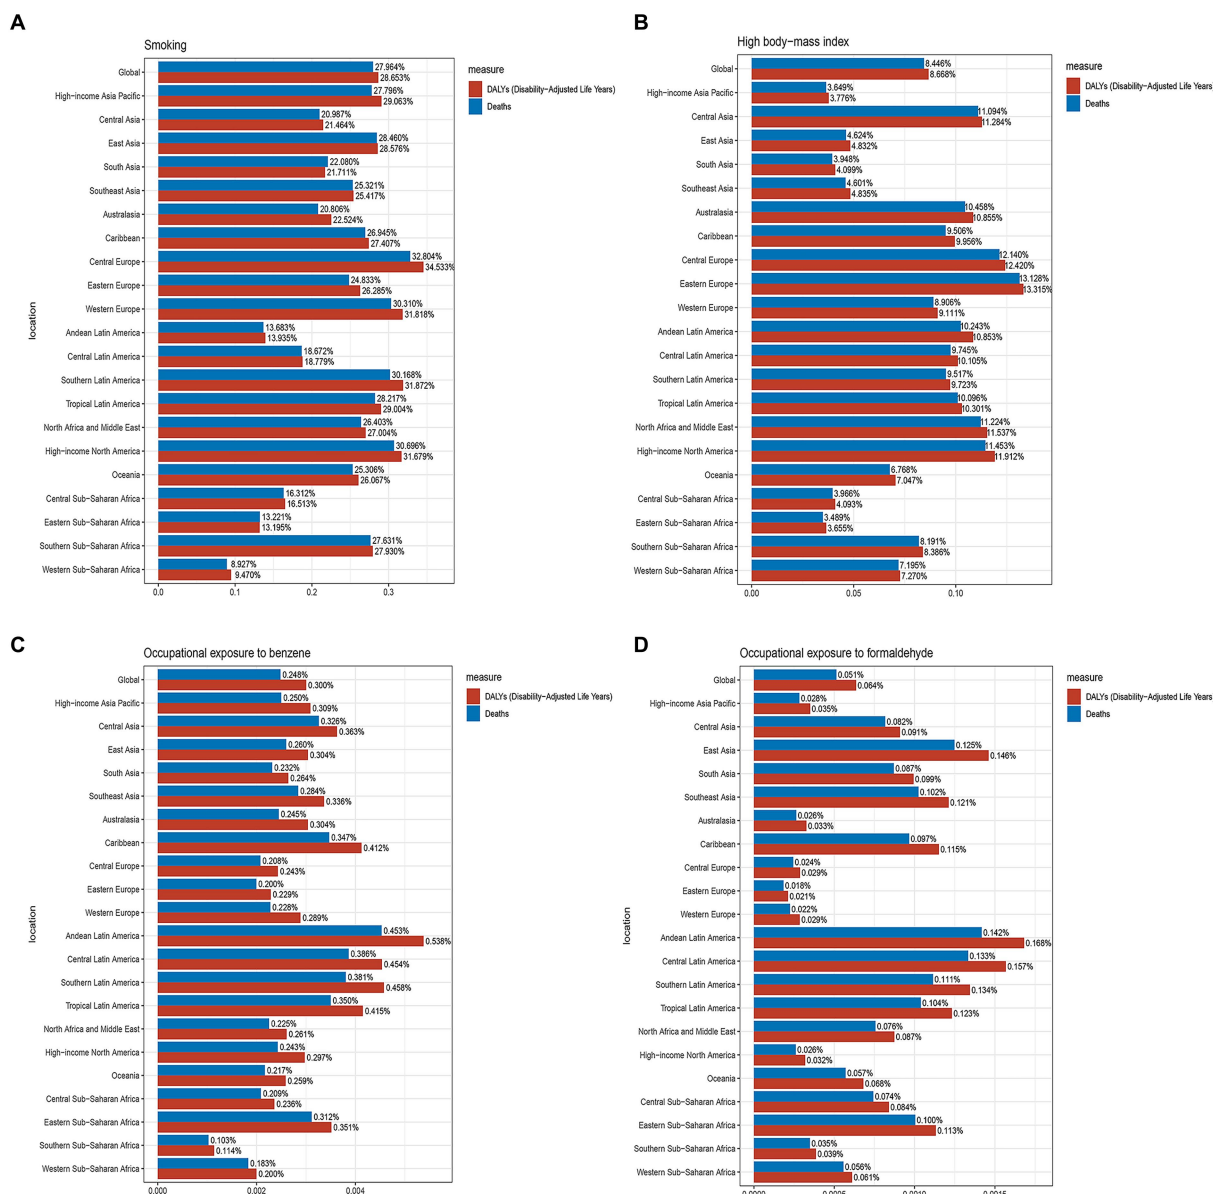 A
Smoking
location
Global 27.964% 28.653%
High-income Asia Pacific 27.796% 29.063%
Central Asia 20.987% 21.464%
East Asia 28.460% 28.576%
South Asia 22.080% 21.711%
Southeast Asia 25.321% 25.417%
Australasia 20.806% 22.524%
Caribbean 26.945% 27.407%
Central Europe 32.804% 34.533%
Eastern Europe 24.833% 26.285%
Western Europe 30.310% 31.818%
Andean Latin America 13.683% 13.935%
Central Latin America 18.672% 18.779%
Southern Latin America 30.168% 31.872%
Tropical Latin America 28.217% 29.004%
North Africa and Middle East 26.403% 27.004%
High-income North America 30.696% 31.679%
Oceania 25.306% 26.067%
Central Sub-Saharan Africa 16.312% 16.513%
Eastern Sub-Saharan Africa 13.221% 13.195%
Southern Sub-Saharan Africa 27.631% 27.930%
Western Sub-Saharan Africa 8.927% 9.470%
0.0 0.1 0.2 0.3
measure
DALYs (Disability-Adjusted Life Years)
Deaths
B
High body-mass index
Global 8.446% 8.668%
High-income Asia Pacific 3.649% 3.776%
Central Asia 11.094% 11.284%
East Asia 4.624% 4.832%
South Asia 3.948% 4.099%
Southeast Asia 4.601% 4.835%
Australasia 10.458% 10.855%
Caribbean 9.506% 9.956%
Central Europe 12.140% 12.420%
Eastern Europe 13.128% 13.315%
Western Europe 8.906% 9.111%
Andean Latin America 10.243% 10.853%
Central Latin America 9.745% 10.105%
Southern Latin America 9.517% 9.723%
Tropical Latin America 10.096% 10.301%
North Africa and Middle East 11.224% 11.537%
High-income North America 11.453% 11.912%
Oceania 6.768% 7.047%
Central Sub-Saharan Africa 3.966% 4.093%
Eastern Sub-Saharan Africa 3.489% 3.655%
Southern Sub-Saharan Africa 8.191% 8.386%
Western Sub-Saharan Africa 7.195% 7.270%
0.00 0.05 0.10
measure
DALYs (Disability-Adjusted Life Years
Deaths
C
Occupational exposure to benzene
location
Global 0.248% 0.300%
High-income Asia Pacific 0.250% 0.309%
Central Asia 0.326% 0.363%
East Asia 0.260% 0.304%
South Asia 0.232% 0.264%
Southeast Asia 0.284% 0.336%
Australasia 0.245% 0.304%
Caribbean 0.347% 0.412%
Central Europe 0.208% 0.243%
Eastern Europe 0.200% 0.229%
Western Europe 0.228% 0.289%
Andean Latin America 0.453% 0.538%
Central Latin America 0.386% 0.454%
Southern Latin America 0.381% 0.458%
Tropical Latin America 0.350% 0.415%
North Africa and Middle East 0.225% 0.261%
High-income North America 0.243% 0.297%
Oceania 0.217% 0.259%
Central Sub-Saharan Africa 0.209% 0.236%
Eastern Sub-Saharan Africa 0.312% 0.351%
Southern Sub-Saharan Africa 0.103% 0.114%
Western Sub-Saharan Africa 0.183% 0.200%
0.000 0.002 0.004
measure
DALYs (Disability-Adjusted Life Years)
Deaths
D
Occupational exposure to formaldehyde
location
Global 0.051% 0.064%
High-income Asia Pacific 0.028% 0.035%
Central Asia 0.082% 0.091%
East Asia 0.125% 0.146%
South Asia 0.087% 0.099%
Southeast Asia 0.102% 0.121%
Australasia 0.026% 0.033%
Caribbean 0.097% 0.115%
Central Europe 0.024% 0.029%
Eastern Europe 0.018% 0.021%
Western Europe 0.022% 0.029%
Andean Latin America 0.142% 0.168%
Central Latin America 0.133% 0.157%
Southern Latin America 0.111% 0.134%
Tropical Latin America 0.104% 0.123%
North Africa and Middle East 0.076% 0.087%
High-income North America 0.026% 0.032%
Oceania 0.057% 0.068%
Central Sub-Saharan Africa 0.074% 0.084%
Eastern Sub-Saharan Africa 0.100% 0.113%
Southern Sub-Saharan Africa 0.035% 0.039%
Western Sub-Saharan Africa 0.056% 0.061%
measure
DALYs (Disability-Adjusted Life Years
Deaths